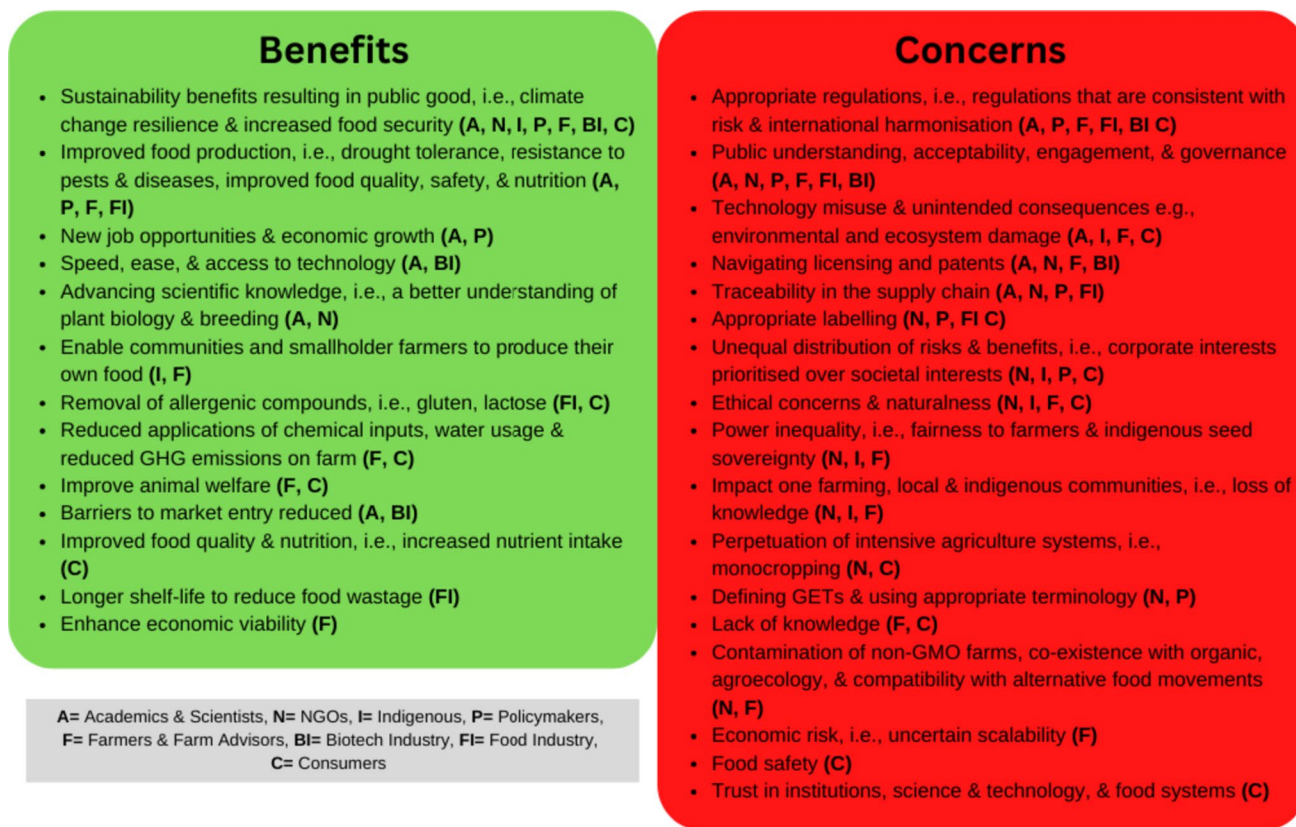 Benefits
• Sustainability benefits resulting in public good, i.e., climate
change resilience & increased food security (A, N, I, P, F, BI, C)
• Improved food production, i.e., drought tolerance, resistance to
pests & diseases, improved food quality, safety, & nutrition (A,
P, F, FI)
• New job opportunities & economic growth (A, P)
• Speed, ease, & access to technology (A, BI)
• Advancing scientific knowledge, i.e., a better understanding of
plant biology & breeding (A, N)
• Enable communities and smallholder farmers to produce their
own food (I, F)
• Removal of allergenic compounds, i.e., gluten, lactose (FI, C)
• Reduced applications of chemical inputs, water usage &
reduced GHG emissions on farm (F, C)
• Improve animal welfare (F, C)
• Barriers to market entry reduced (A, BI)
• Improved food quality & nutrition, i.e., increased nutrient intake
(C)
• Longer shelf-life to reduce food wastage (FI)
• Enhance economic viability (F)
A= Academics & Scientists, N= NGOs, I= Indigenous, P= Policymakers,
F= Farmers & Farm Advisors, BI= Biotech Industry, FI= Food Industry,
C= Consumers
Concerns
• Appropriate regulations, i.e., regulations that are consistent with
risk & international harmonisation (A, P, F, FI, BI C)
• Public understanding, acceptability, engagement, & governance
(A, N, P, F, FI, BI)
• Technology misuse & unintended consequences e.g.,
environmental and ecosystem damage (A, I, F, C)
• Navigating licensing and patents (A, N, F, BI)
• Traceability in the supply chain (A, N, P, FI)
• Appropriate labelling (N, P, FI C)
• Unequal distribution of risks & benefits, i.e., corporate interests
prioritised over societal interests (N, I, P, C)
• Ethical concerns & naturalness (N, I, F, C)
• Power inequality, i.e., fairness to farmers & indigenous seed
sovereignty (N, I, F)
• Impact one farming, local & indigenous communities, i.e., loss of
knowledge (N, I, F)
• Perpetuation of intensive agriculture systems, i.e.,
monocropping (N, C)
• Defining GETs & using appropriate terminology (N, P)
• Lack of knowledge (F, C)
• Contamination of non-GMO farms, co-existence with organic,
agroecology, & compatibility with alternative food movements
(N, F)
• Economic risk, i.e., uncertain scalability (F)
• Food safety (C)
• Trust in institutions, science & technology, & food systems (C)